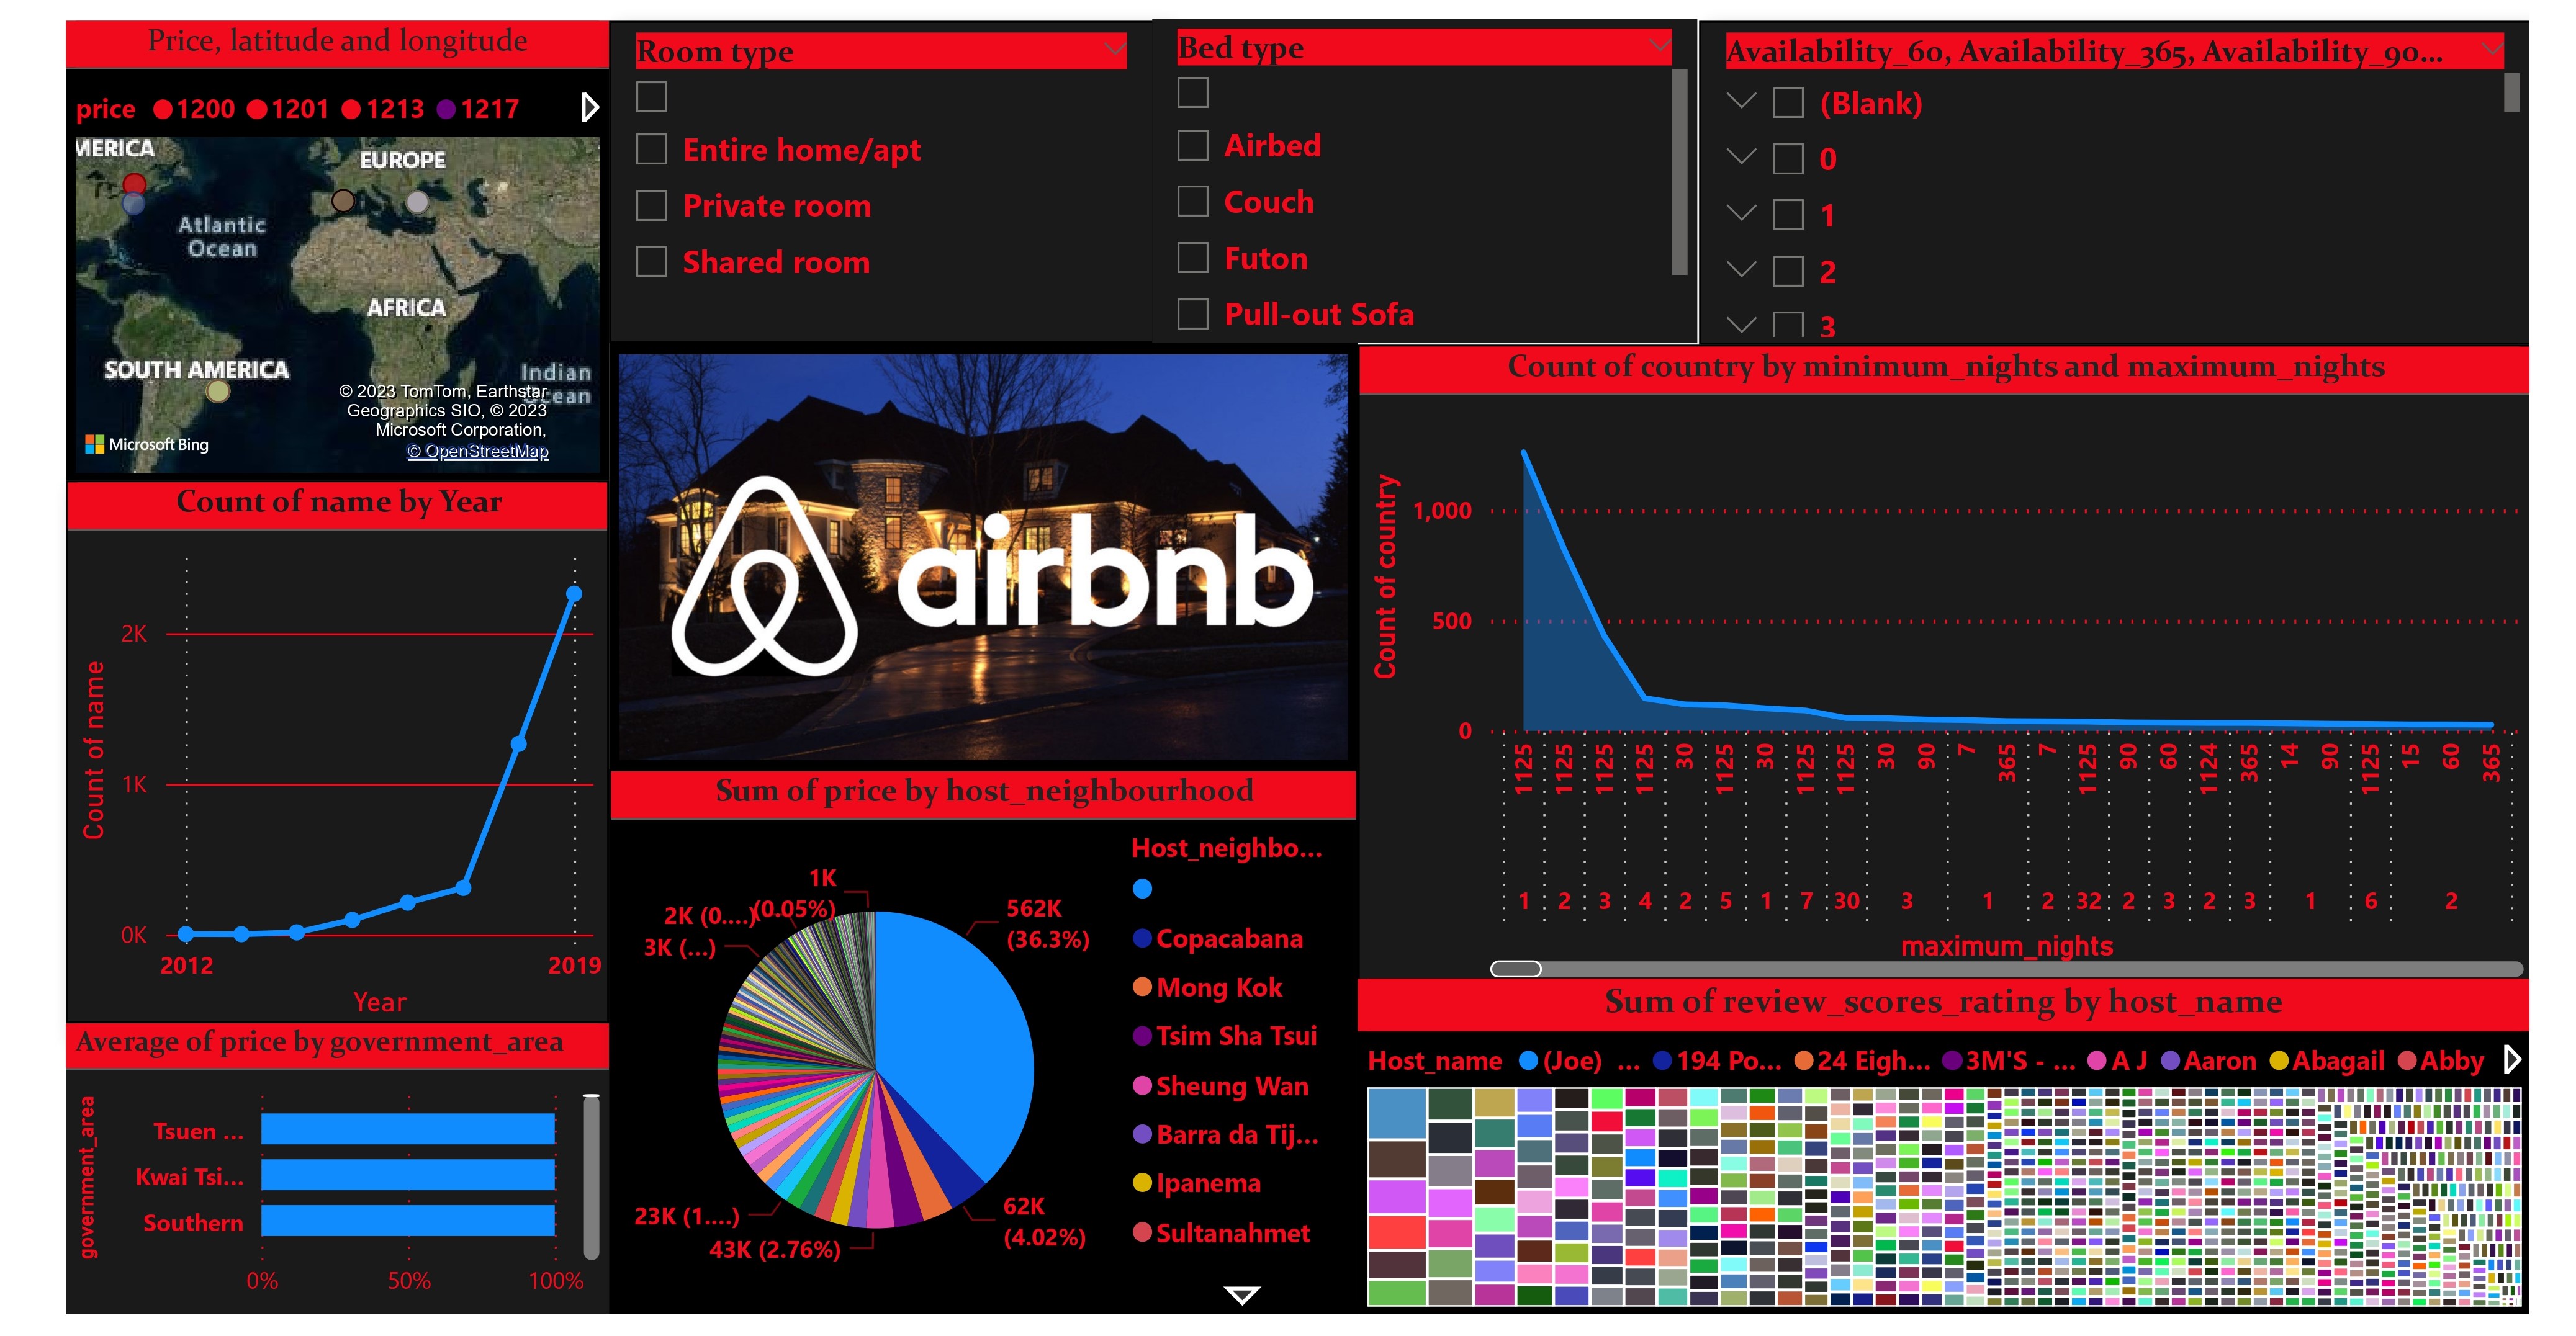 Price, latitude and longitude
price 1200 1201 1213 1217
MERICA
EUROPE
Atlantic
Ocean
AFRICA
SOUTH AMERICA
Indian
Ocean
© 2023 TomTom, Earthstar
Geographics SIO, © 2023
Microsoft Corporation,
© OpenStreetMap
Microsoft Bing
Room type
Entire home/apt
Private room
Shared room
Bed type
Airbed
Couch
Futon
Pull-out Sofa
Availability_60, Availability_365, Availability_90...
(Blank)
0
1
2
3
Count of name by Year
Count of name
2K
1K
0K
2012 2019
Year
airbnb
Count of country by minimum_nights and maximum_nights
Count of country
1,000
500
0
1125 1125 1125 1125 30 1125 30 1125 1125 30 90 7 365 7 1125 90 60 1124 365 14 90 1125 15 60 365
1 2 3 4 2 5 1 7 30 3 1 2 32 2 3 2 3 1 6 2
maximum_nights
Average of price by government_area
government_area
Tsuen ...
Kwai Tsi...
Southern
0% 50% 100%
Sum of price by host_neighbourhood
Host_neighbo...
Copacabana
Mong Kok
Tsim Sha Tsui
Sheung Wan
Barra da Tij...
Ipanema
Sultanahmet
1K
(0.05%)
2K (0....)
3K (...)
562K
(36.3%)
62K
(4.02%)
23K (1....)
43K (2.76%)
Sum of review_scores_rating by host_name
Host_name (Joe) ... 194 Po... 24 Eigh... 3M'S - ... A J Aaron Abagail Abby